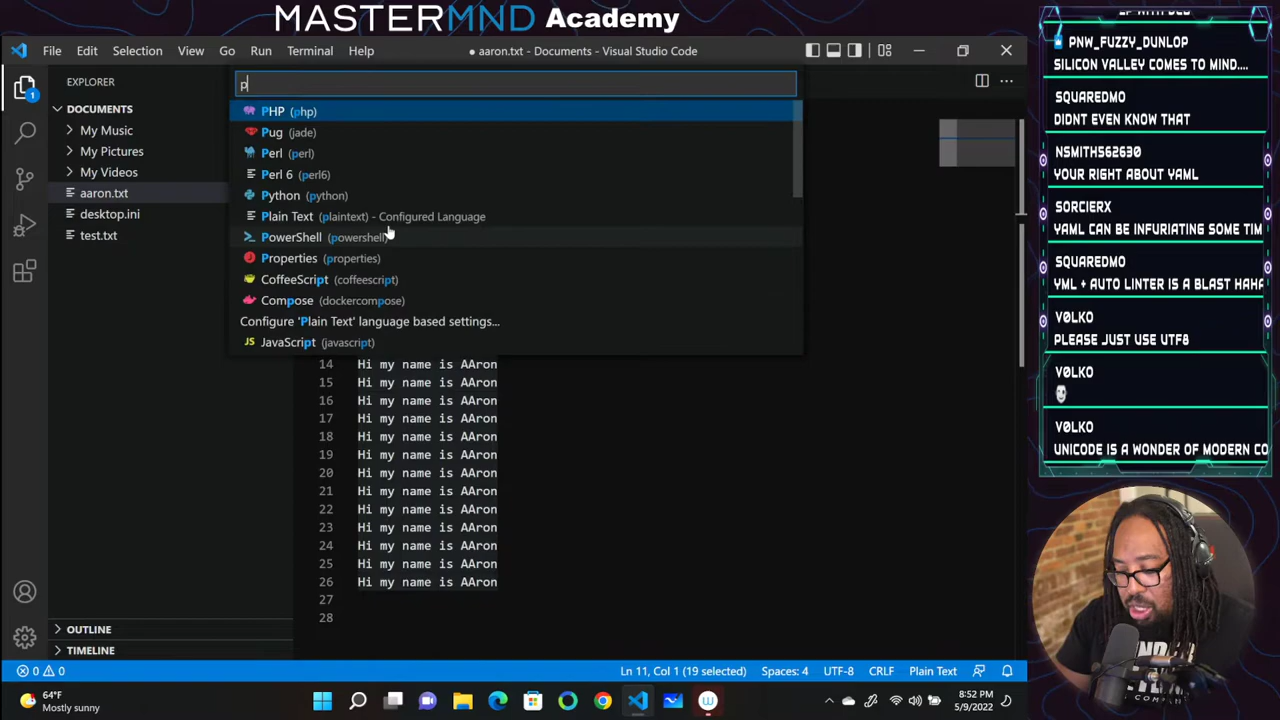 MASTERMND Academy
File Edit Selection View Go Run Terminal Help
● aaron.txt - Documents - Visual Studio Code
EXPLORER
DOCUMENTS
My Music
My Pictures
My Videos
aaron.txt
desktop.ini
test.txt
OUTLINE
TIMELINE
1
p
PHP (php)
Pug (jade)
Perl (perl)
Perl 6 (perl6)
Python (python)
Plain Text (plaintext) - Configured Language
PowerShell (powershell)
Properties (properties)
CoffeeScript (coffeescript)
Compose (dockercompose)
Configure 'Plain Text' language based settings...
JS JavaScript (javascript)
14 Hi my name is AAron
15 Hi my name is AAron
16 Hi my name is AAron
17 Hi my name is AAron
18 Hi my name is AAron
19 Hi my name is AAron
20 Hi my name is AAron
21 Hi my name is AAron
22 Hi my name is AAron
23 Hi my name is AAron
24 Hi my name is AAron
25 Hi my name is AAron
26 Hi my name is AAron
27
28
0 0 Ln 11, Col 1 (19 selected) Spaces: 4 UTF-8 CRLF Plain Text
64°F
Mostly sunny
8:52 PM
5/9/2022
PNW_FUZZY_DUNLOP
SILICON VALLEY COMES TO MIND....
SQUAREDMO
DIDNT EVEN KNOW THAT
NSMITH562630
YOUR RIGHT ABOUT YAML
SORCIERX
YAML CAN BE INFURIATING SOME TIM
SQUAREDMO
YML + AUTO LINTER IS A BLAST HAHA
V0LKO
PLEASE JUST USE UTF8
V0LKO
V0LKO
UNICODE IS A WONDER OF MODERN CO